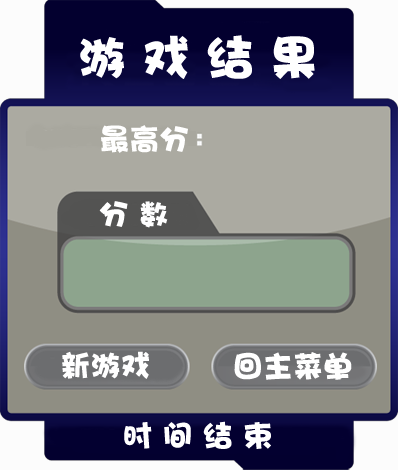 游戏结果
最高分：
分数
新游戏
回主菜单
时间结束